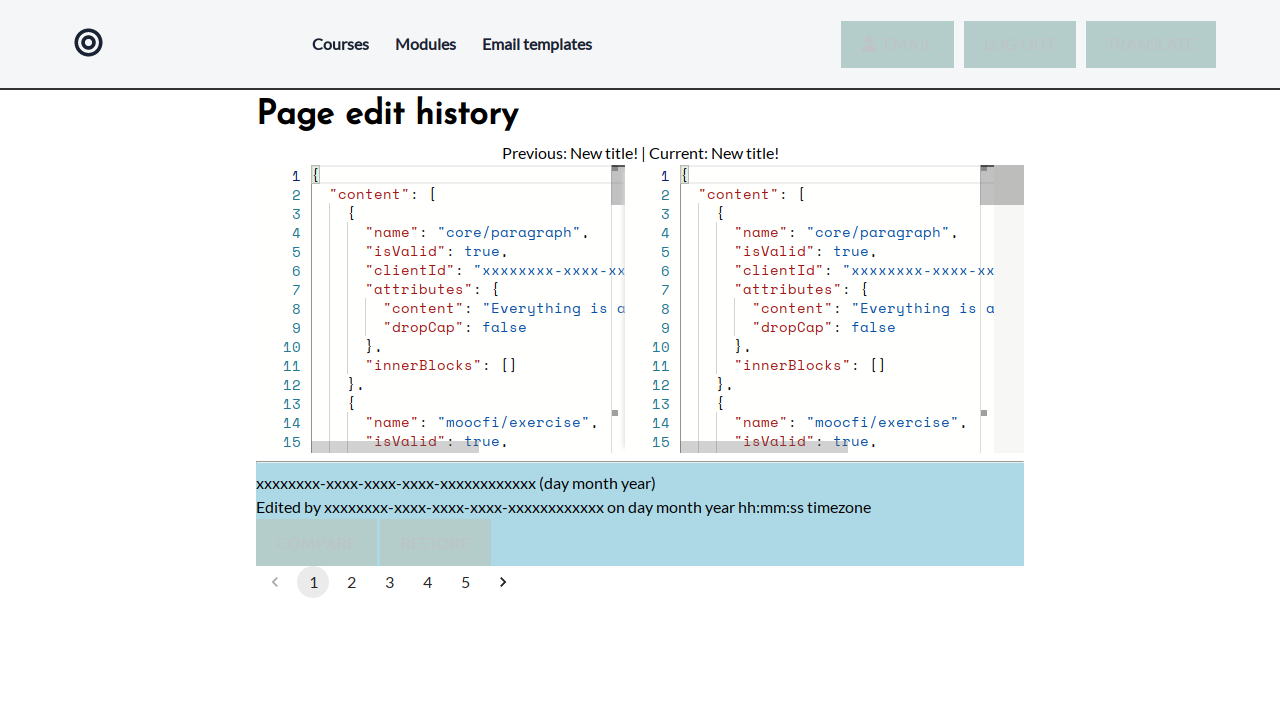 Courses Modules Email templates EMAIL LOG OUT TRANSLATE
Page edit history
Previous: New title! | Current: New title!
1 { 1 {
2 "content": [ 2 "content": [
3 { 3 {
4 "name": "core/paragraph", 4 "name": "core/paragraph",
5 "isValid": true, 5 "isValid": true,
6 "clientId": "xxxxxxxx-xxxx-xx 6 "clientId": "xxxxxxxx-xxxx-xx
7 "attributes": { 7 "attributes": {
8 "content": "Everything is a 8 "content": "Everything is a
9 "dropCap": false 9 "dropCap": false
10 }, 10 },
11 "innerBlocks": [] 11 "innerBlocks": []
12 }, 12 },
13 { 13 {
14 "name": "moocfi/exercise", 14 "name": "moocfi/exercise",
15 "isValid": true, 15 "isValid": true,
xxxxxxxx-xxxx-xxxx-xxxx-xxxxxxxxxxxx (day month year)
Edited by xxxxxxxx-xxxx-xxxx-xxxx-xxxxxxxxxxxx on day month year hh:mm:ss timezone
COMPARE RESTORE
1 2 3 4 5